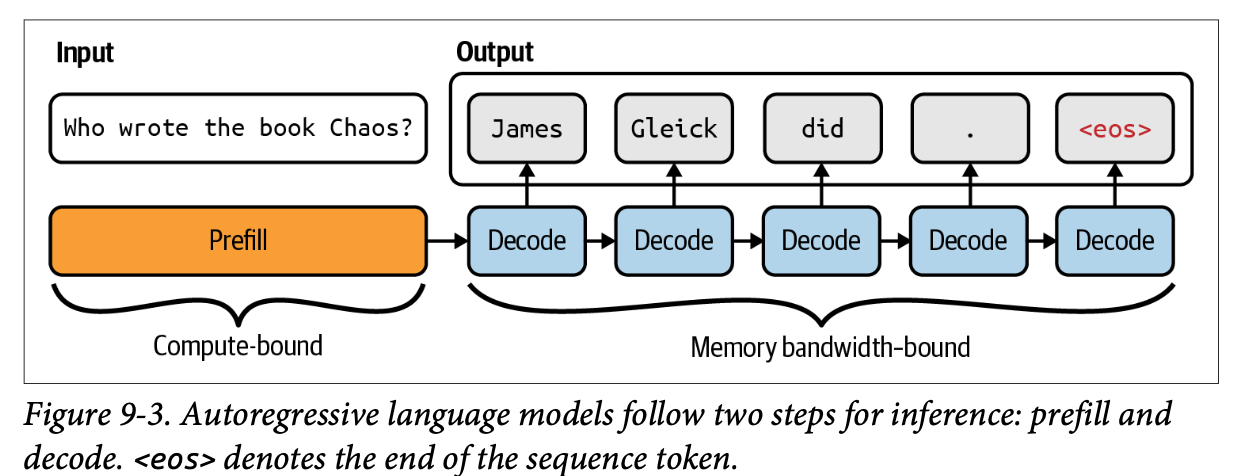 Input
Output
Who wrote the book Chaos?
James
Gleick
did
.
<eos>
Prefill
Decode
Decode
Decode
Decode
Decode
Compute-bound
Memory bandwidth–bound
Figure 9-3. Autoregressive language models follow two steps for inference: prefill and
decode. <eos> denotes the end of the sequence token.